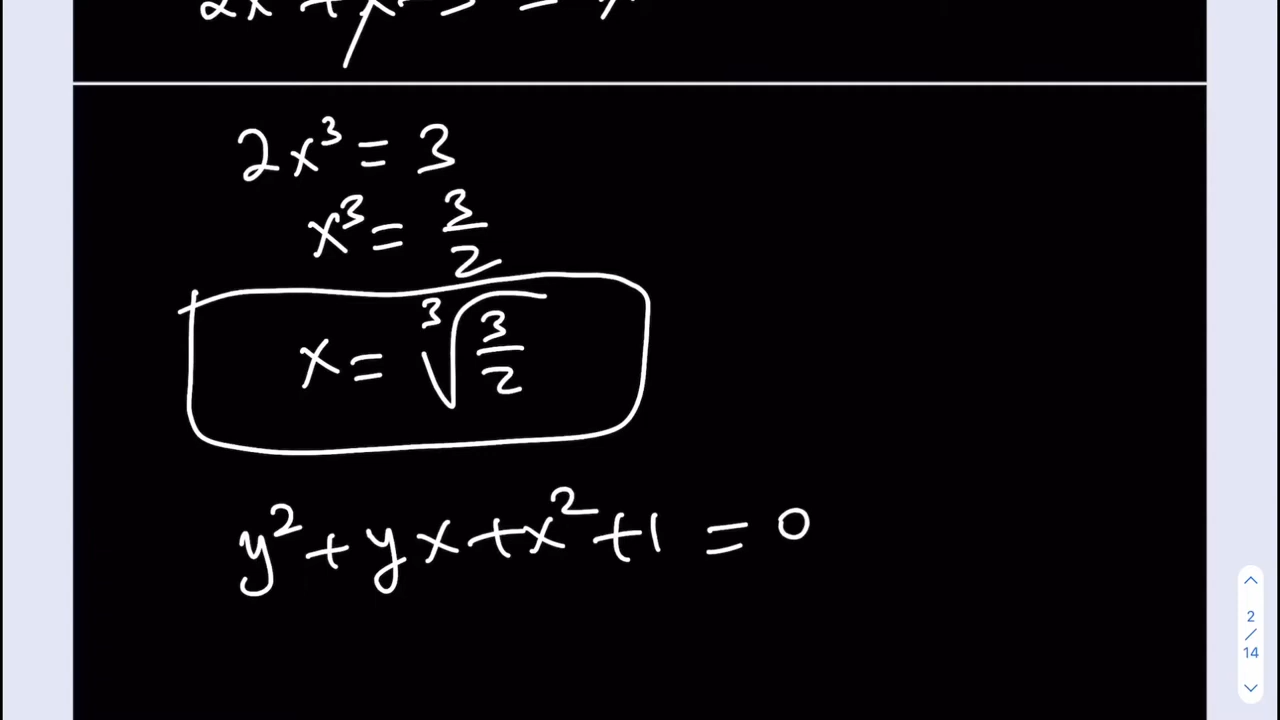 2x³ = 3
x³ = 3/2
x = ∛(3/2)
y² + yx + x² + 1 = 0
2
/
14